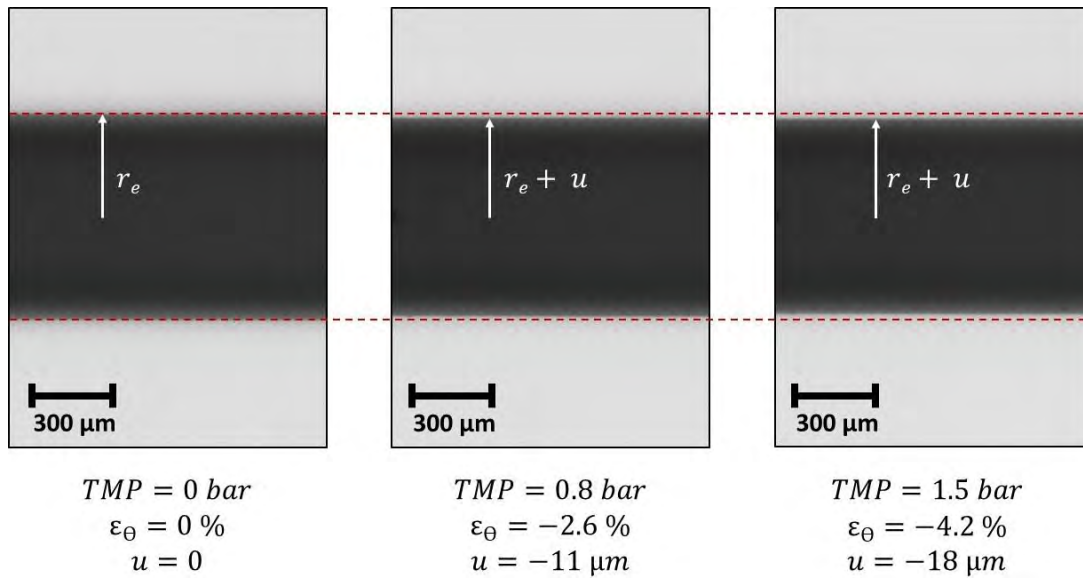 r_e
r_e + u
r_e + u
300 µm
300 µm
300 µm
TMP = 0 bar
ε_θ = 0 %
u = 0
TMP = 0.8 bar
ε_θ = −2.6 %
u = −11 µm
TMP = 1.5 bar
ε_θ = −4.2 %
u = −18 µm